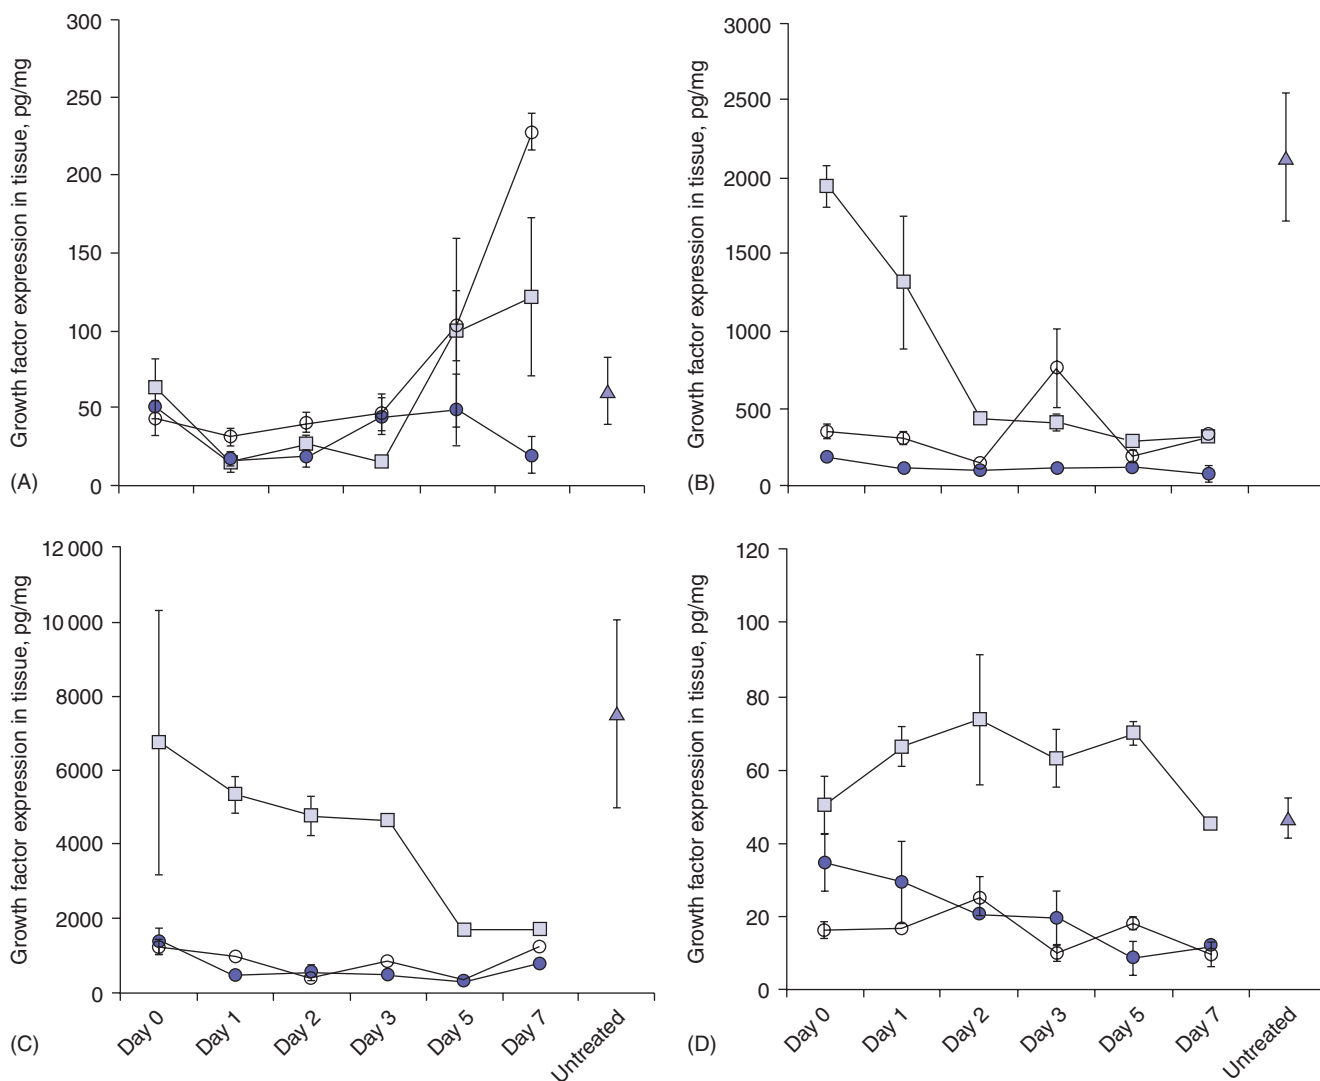 Growth factor expression in tissue, pg/mg
300
250
200
150
100
50
0
(A)
Growth factor expression in tissue, pg/mg
3000
2500
2000
1500
1000
500
0
(B)
Growth factor expression in tissue, pg/mg
12 000
10 000
8000
6000
4000
2000
0
Day 0
Day 1
Day 2
Day 3
Day 5
Day 7
Untreated
(C)
Growth factor expression in tissue, pg/mg
120
100
80
60
40
20
0
Day 0
Day 1
Day 2
Day 3
Day 5
Day 7
Untreated
(D)